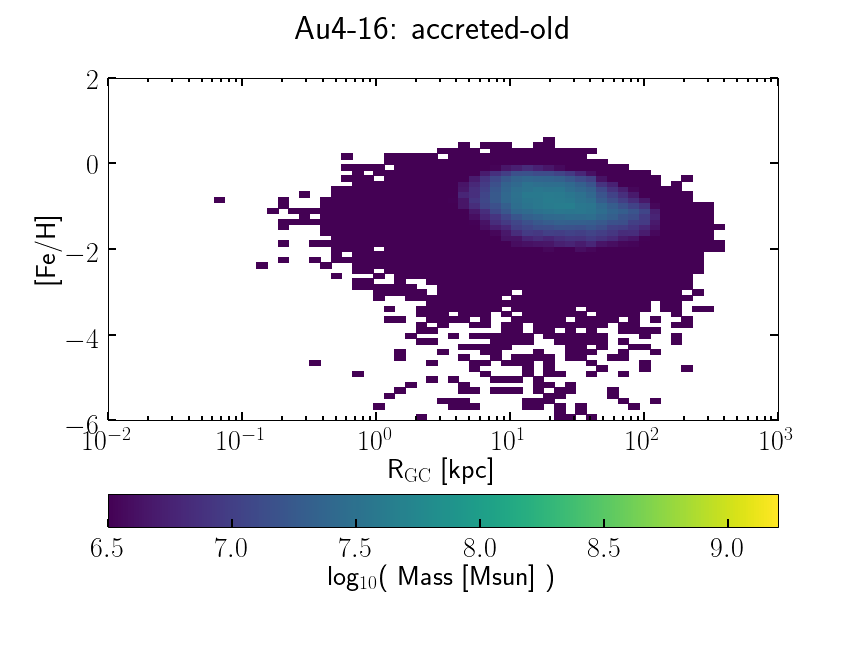 Au4-16: accreted-old
2
0
−2
−4
−6
[Fe/H]
10⁻² 10⁻¹ 10⁰ 10¹ 10² 10³
R_GC [kpc]
6.5 7.0 7.5 8.0 8.5 9.0
log₁₀( Mass [Msun] )